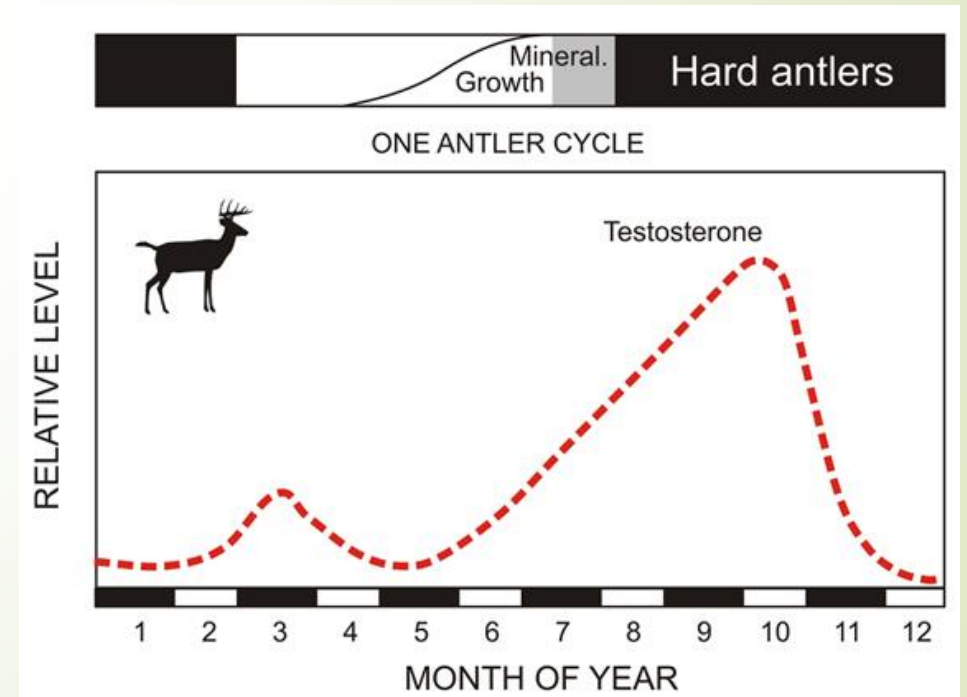 Mineral.
Growth
Hard antlers
ONE ANTLER CYCLE
Testosterone
RELATIVE LEVEL
1 2 3 4 5 6 7 8 9 10 11 12
MONTH OF YEAR